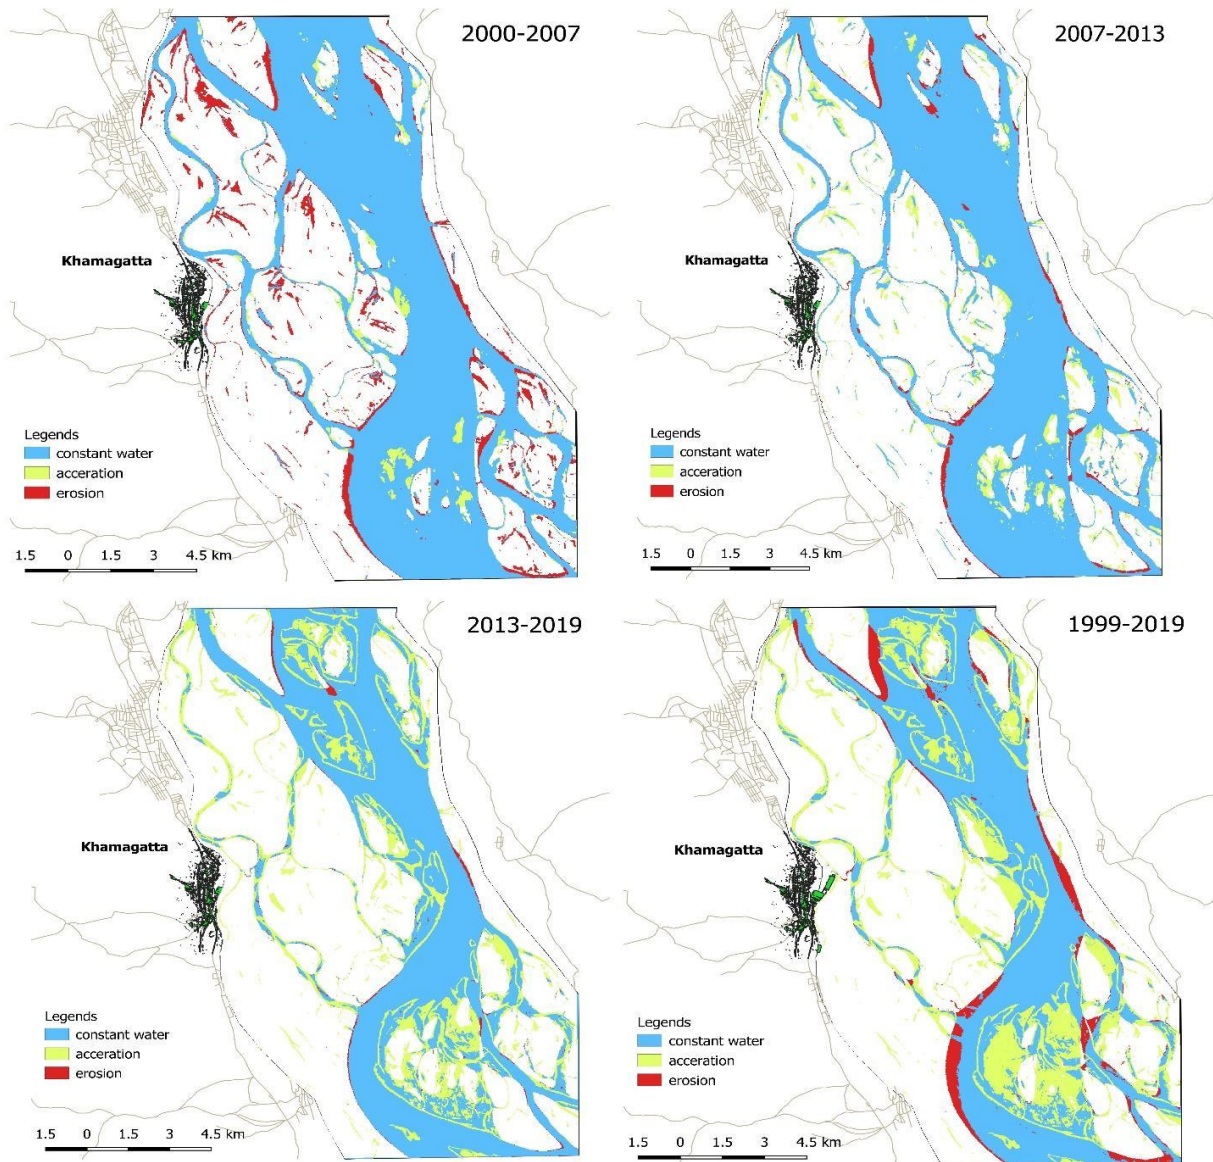 2000-2007
Khamagatta
Legends
constant water
acceration
erosion
1.5 0 1.5 3 4.5 km
2007-2013
Khamagatta
Legends
constant water
acceration
erosion
1.5 0 1.5 3 4.5 km
2013-2019
Khamagatta
Legends
constant water
acceration
erosion
1.5 0 1.5 3 4.5 km
1999-2019
Khamagatta
Legends
constant water
acceration
erosion
1.5 0 1.5 3 4.5 km